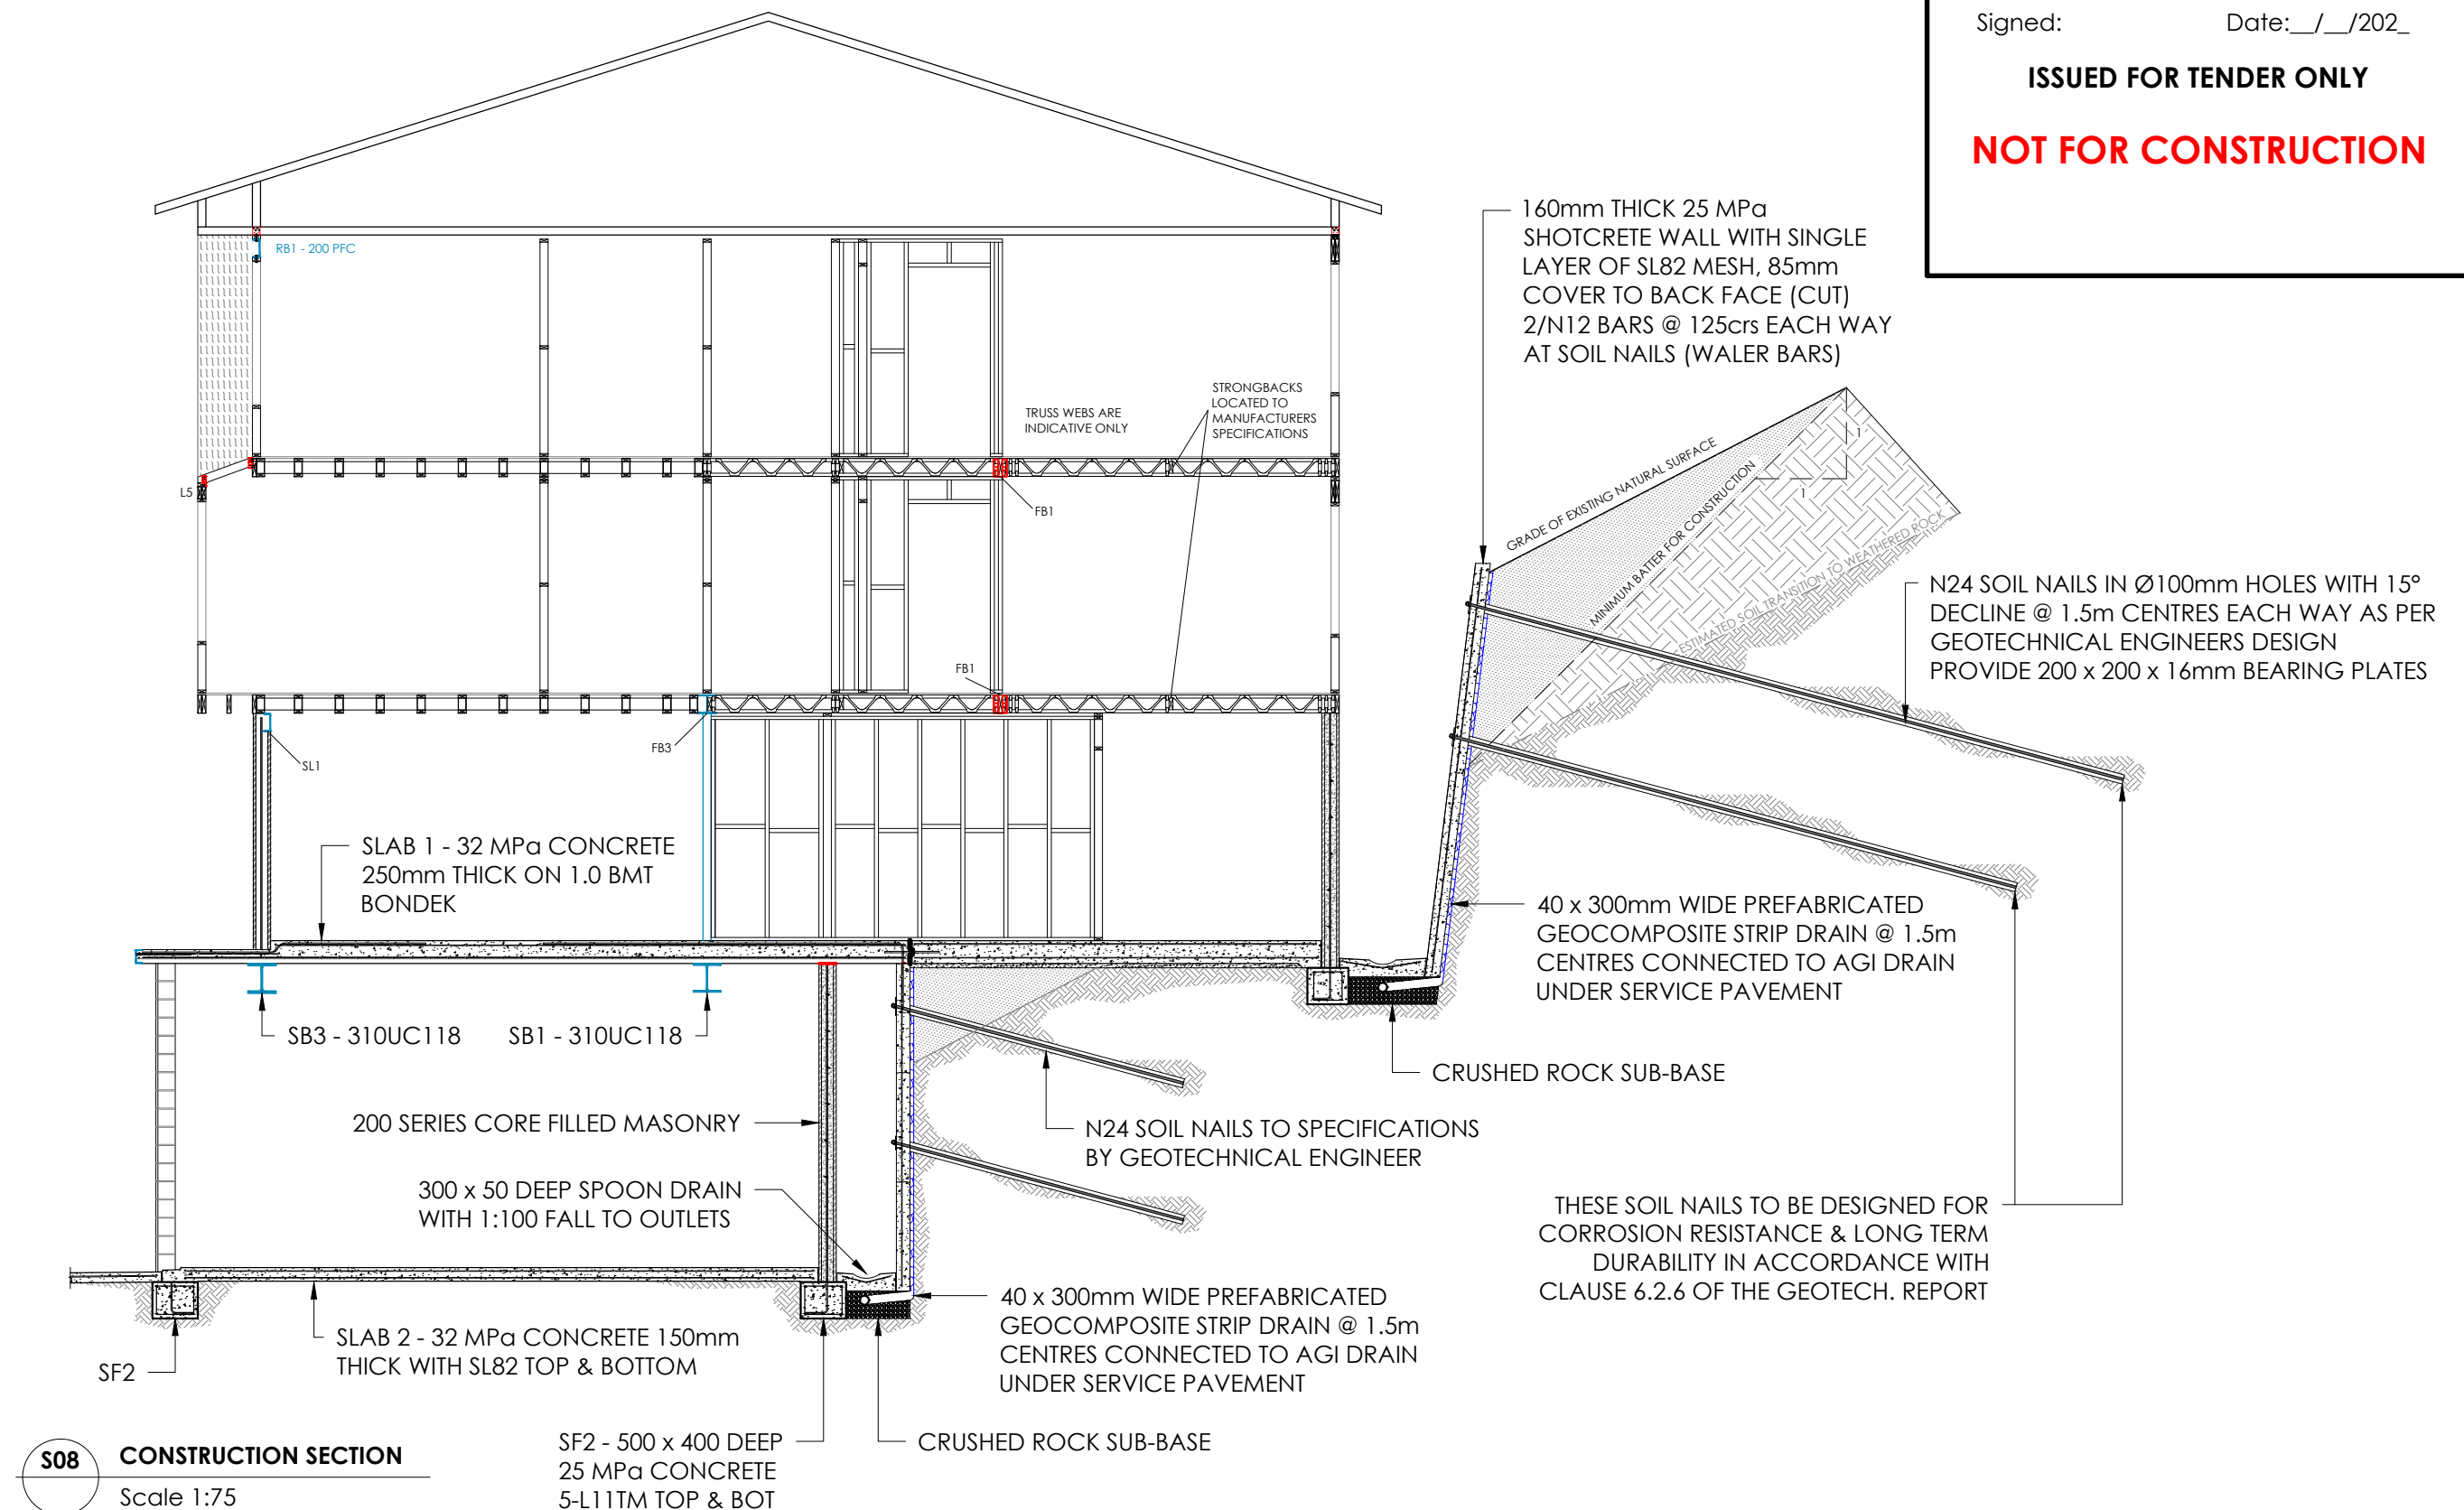 Signed: Date:__/__/202_
ISSUED FOR TENDER ONLY
NOT FOR CONSTRUCTION
160mm THICK 25 MPa
SHOTCRETE WALL WITH SINGLE
LAYER OF SL82 MESH, 85mm
COVER TO BACK FACE (CUT)
2/N12 BARS @ 125crs EACH WAY
AT SOIL NAILS (WALER BARS)
RB1 - 200 PFC
TRUSS WEBS ARE
INDICATIVE ONLY
STRONGBACKS
LOCATED TO
MANUFACTURERS
SPECIFICATIONS
GRADE OF EXISTING NATURAL SURFACE
MINIMUM BATTER FOR CONSTRUCTION
1
1
ESTIMATED SOIL TRANSITION TO WEATHERED ROCK
L5
FB1
N24 SOIL NAILS IN Ø100mm HOLES WITH 15°
DECLINE @ 1.5m CENTRES EACH WAY AS PER
GEOTECHNICAL ENGINEERS DESIGN
PROVIDE 200 x 200 x 16mm BEARING PLATES
FB1
FB3
SL1
SLAB 1 - 32 MPa CONCRETE
250mm THICK ON 1.0 BMT
BONDEK
40 x 300mm WIDE PREFABRICATED
GEOCOMPOSITE STRIP DRAIN @ 1.5m
CENTRES CONNECTED TO AGI DRAIN
UNDER SERVICE PAVEMENT
SB3 - 310UC118
SB1 - 310UC118
CRUSHED ROCK SUB-BASE
200 SERIES CORE FILLED MASONRY
N24 SOIL NAILS TO SPECIFICATIONS
BY GEOTECHNICAL ENGINEER
300 x 50 DEEP SPOON DRAIN
WITH 1:100 FALL TO OUTLETS
THESE SOIL NAILS TO BE DESIGNED FOR
CORROSION RESISTANCE & LONG TERM
DURABILITY IN ACCORDANCE WITH
CLAUSE 6.2.6 OF THE GEOTECH. REPORT
40 x 300mm WIDE PREFABRICATED
GEOCOMPOSITE STRIP DRAIN @ 1.5m
CENTRES CONNECTED TO AGI DRAIN
UNDER SERVICE PAVEMENT
SLAB 2 - 32 MPa CONCRETE 150mm
THICK WITH SL82 TOP & BOTTOM
SF2
SF2 - 500 x 400 DEEP
25 MPa CONCRETE
5-L11TM TOP & BOT
CRUSHED ROCK SUB-BASE
S08
CONSTRUCTION SECTION
Scale 1:75